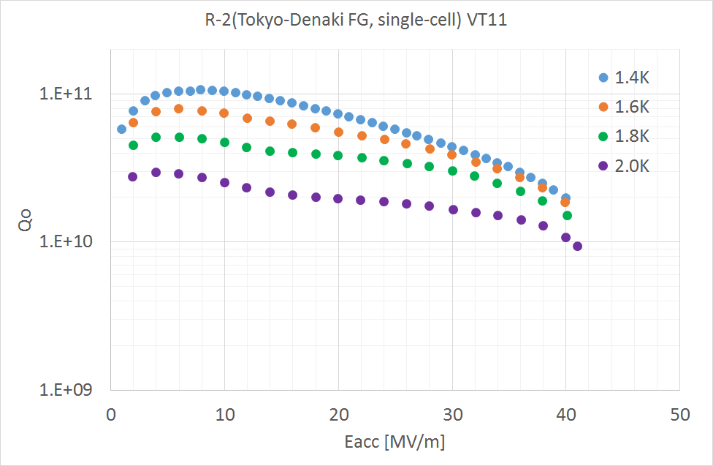 R-2(Tokyo-Denaki FG, single-cell) VT11
1.E+11
1.4K
1.6K
1.8K
2.0K
Qo
1.E+10
1.E+09
0 10 20 30 40 50
Eacc [MV/m]